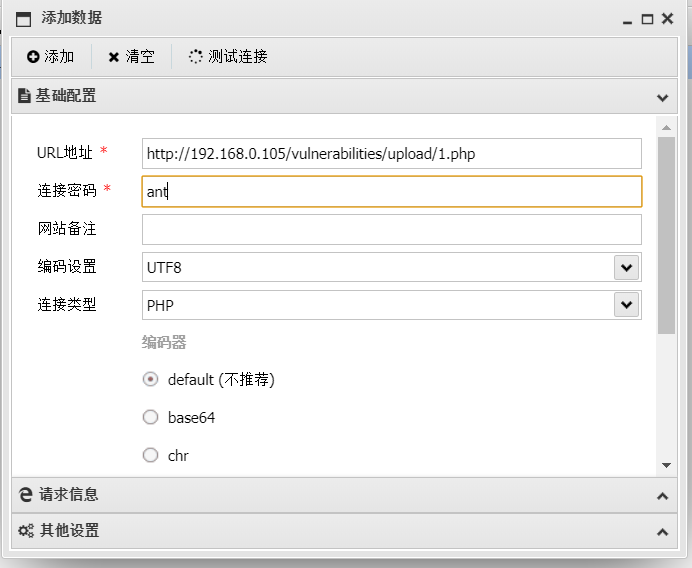 添加数据
添加 清空 测试连接
基础配置
URL地址 * http://192.168.0.105/vulnerabilities/upload/1.php
连接密码 * ant
网站备注
编码设置 UTF8
连接类型 PHP
编码器
default (不推荐)
base64
chr
请求信息
其他设置